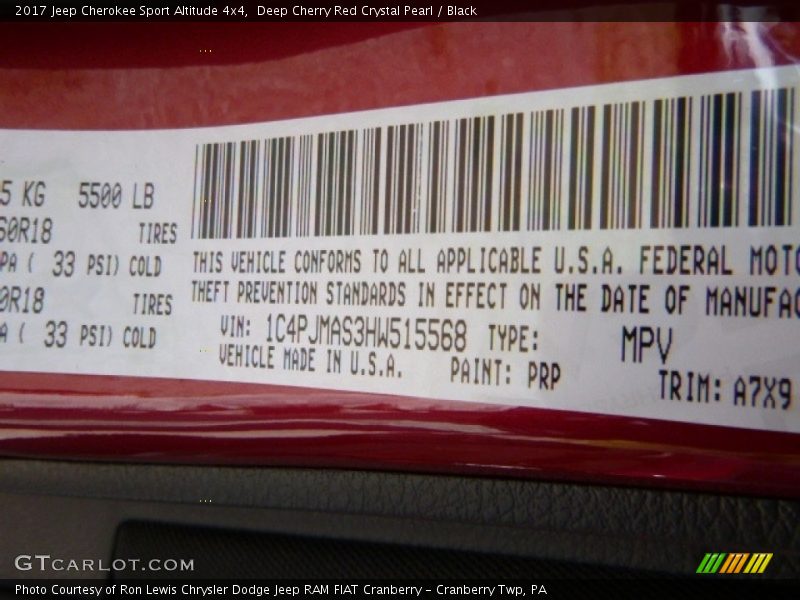 2017 Jeep Cherokee Sport Altitude 4x4,  Deep Cherry Red Crystal Pearl / Black
5 KG 5500 LB
60R18 TIRES
PA ( 33 PSI) COLD
0R18 TIRES
A ( 33 PSI) COLD
THIS VEHICLE CONFORMS TO ALL APPLICABLE U.S.A. FEDERAL MOTO
THEFT PREVENTION STANDARDS IN EFFECT ON THE DATE OF MANUFAC
VIN: 1C4PJMAS3HW515568 TYPE: MPV
VEHICLE MADE IN U.S.A. PAINT: PRP TRIM: A7X9
GTCARLOT.COM
Photo Courtesy of Ron Lewis Chrysler Dodge Jeep RAM FIAT Cranberry – Cranberry Twp, PA